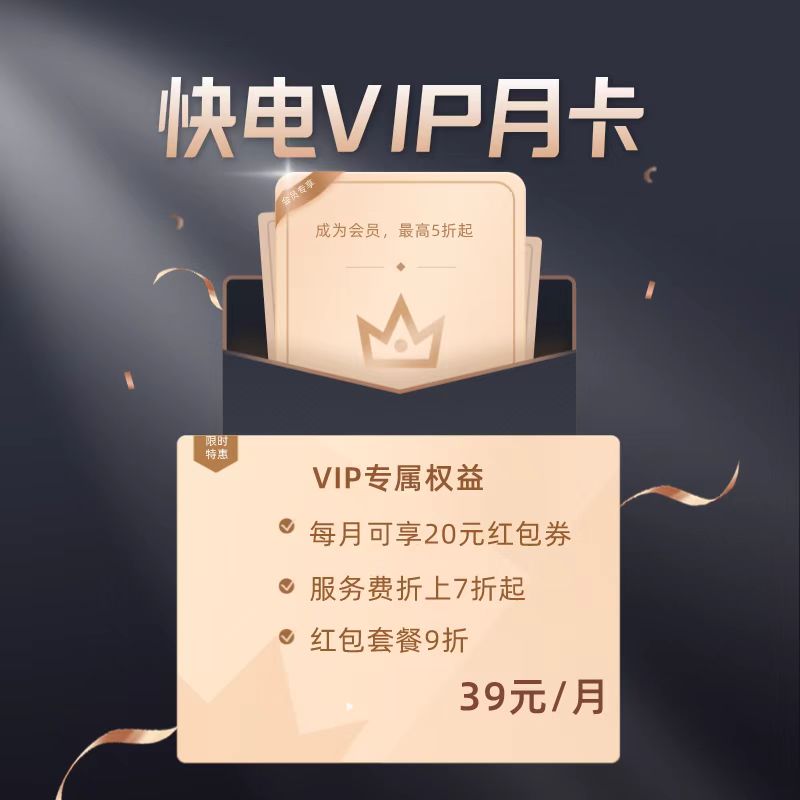 快电VIP月卡
会员专享
成为会员，最高5折起
限时
特惠
VIP专属权益
每月可享20元红包券
服务费折上7折起
红包套餐9折
39元/月